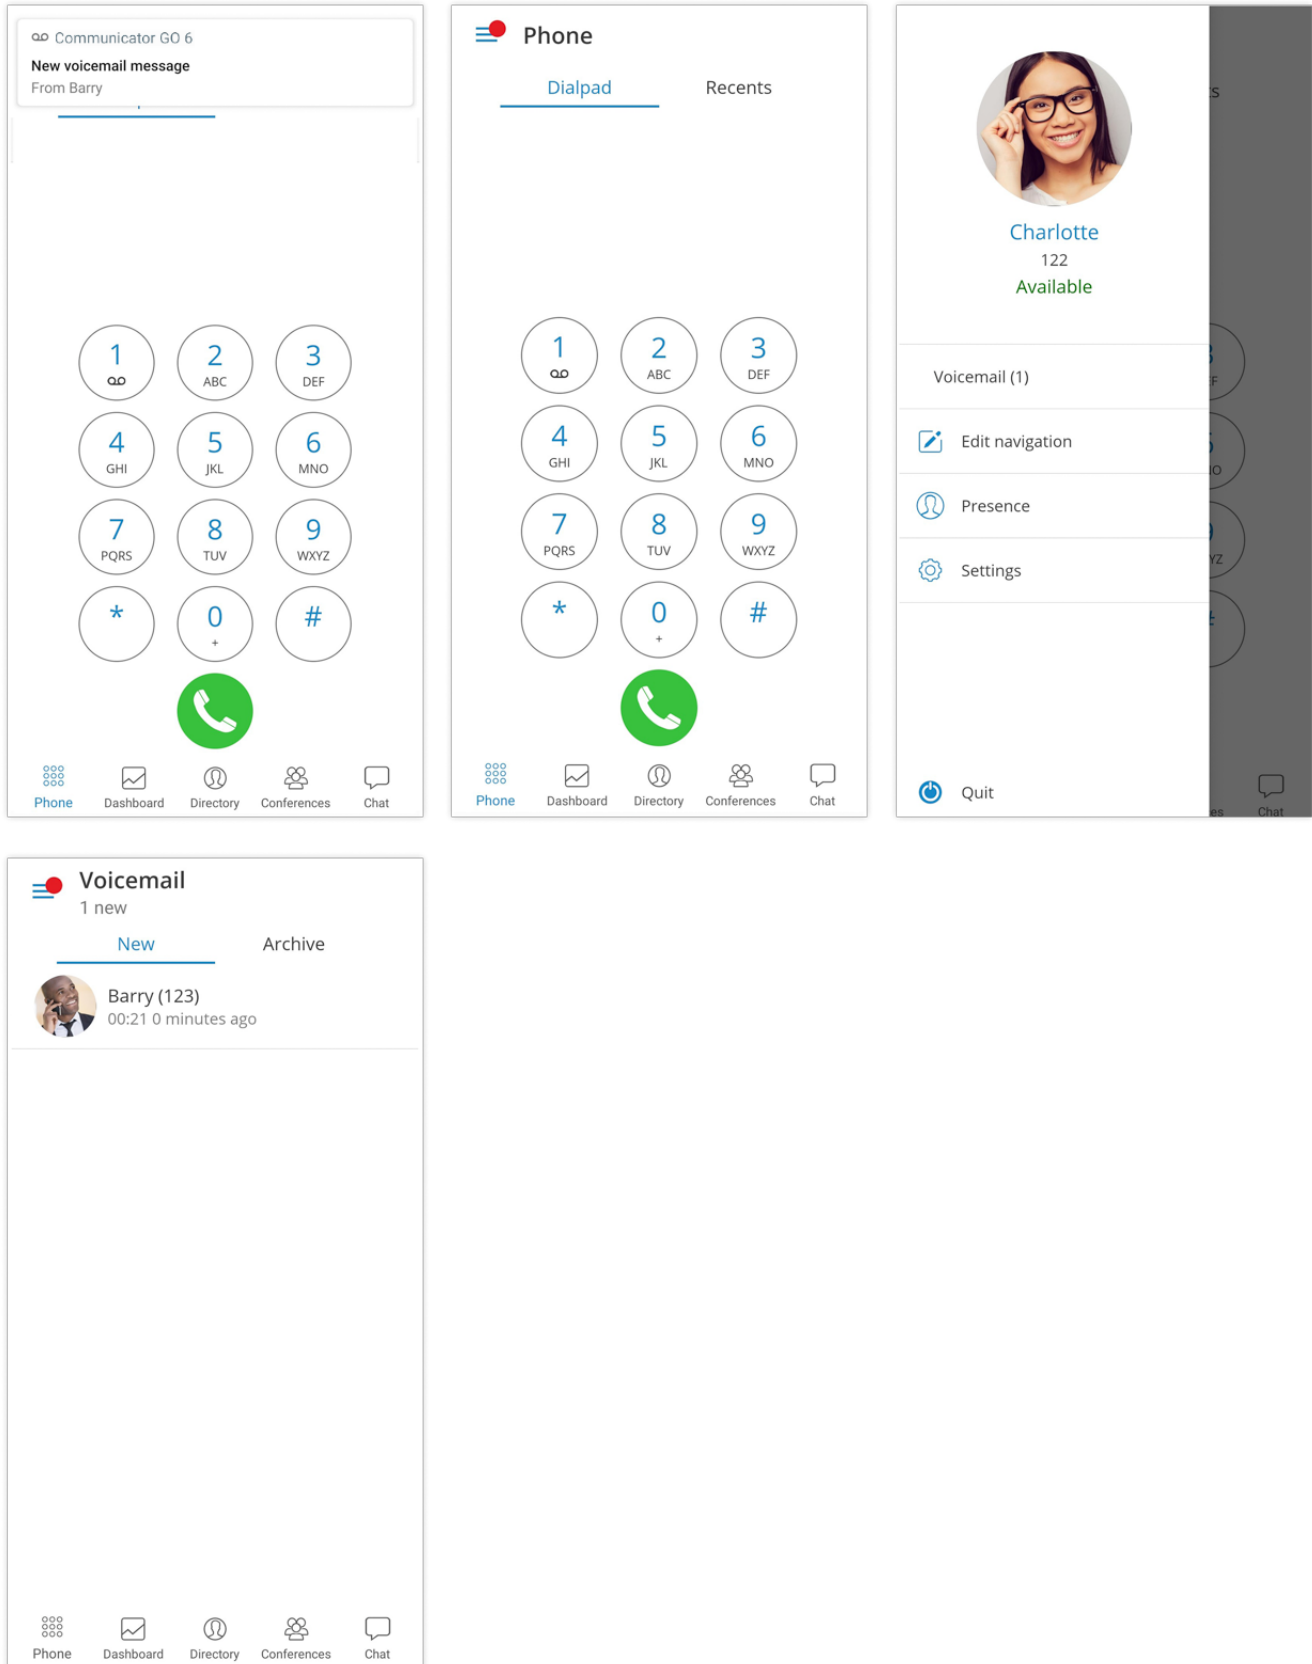 Communicator GO 6
New voicemail message
From Barry
1
2
ABC
3
DEF
4
GHI
5
JKL
6
MNO
7
PQRS
8
TUV
9
WXYZ
*
0
+
#
Phone
Dashboard
Directory
Conferences
Chat
Phone
Dialpad
Recents
1
2
ABC
3
DEF
4
GHI
5
JKL
6
MNO
7
PQRS
8
TUV
9
WXYZ
*
0
+
#
Phone
Dashboard
Directory
Conferences
Chat
Charlotte
122
Available
Voicemail (1)
Edit navigation
Presence
Settings
Quit
Chat
Voicemail
1 new
New
Archive
Barry (123)
00:21 0 minutes ago
Phone
Dashboard
Directory
Conferences
Chat